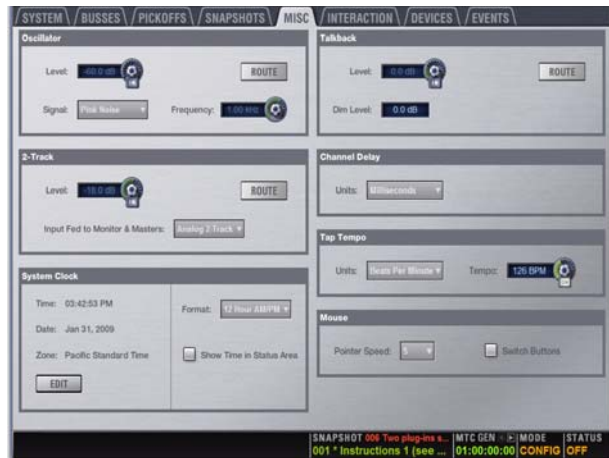 SYSTEM BUSSES PICKOFFS SNAPSHOTS MISC INTERACTION DEVICES EVENTS
Oscillator
Level: -60.0 dB ROUTE
Signal: Pink Noise Frequency: 1.00 kHz
2-Track
Level: -18.0 dB ROUTE
Input Fed to Monitor & Masters: Analog 2 Track
System Clock
Time: 03:42:53 PM
Date: Jan 31, 2009
Zone: Pacific Standard Time
EDIT
Format: 12 Hour AM/PM
Show Time in Status Area
Talkback
Level: 0.0 dB ROUTE
Dim Level: 0.0 dB
Channel Delay
Units: Milliseconds
Tap Tempo
Units: Beats Per Minute Tempo: 126 BPM
Mouse
Pointer Speed: 5 Switch Buttons
SNAPSHOT 006 Two plug-ins s... MTC GEN MODE STATUS
001 * Instructions 1 (see ... 01:00:00:00 CONFIG OFF